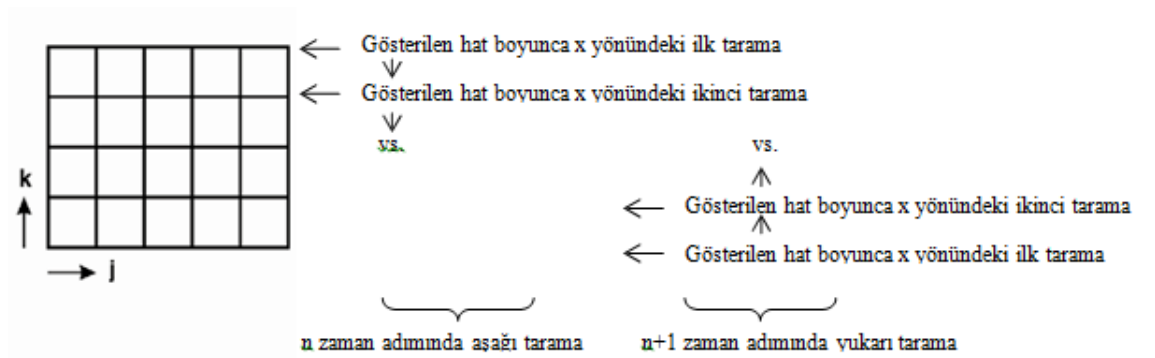 Gösterilen hat boyunca x yönündeki ilk tarama
Gösterilen hat boyunca x yönündeki ikinci tarama
vs.
vs.
k
Gösterilen hat boyunca x yönündeki ikinci tarama
Gösterilen hat boyunca x yönündeki ilk tarama
j
n zaman adımında aşağı tarama
n+1 zaman adımında yukarı tarama